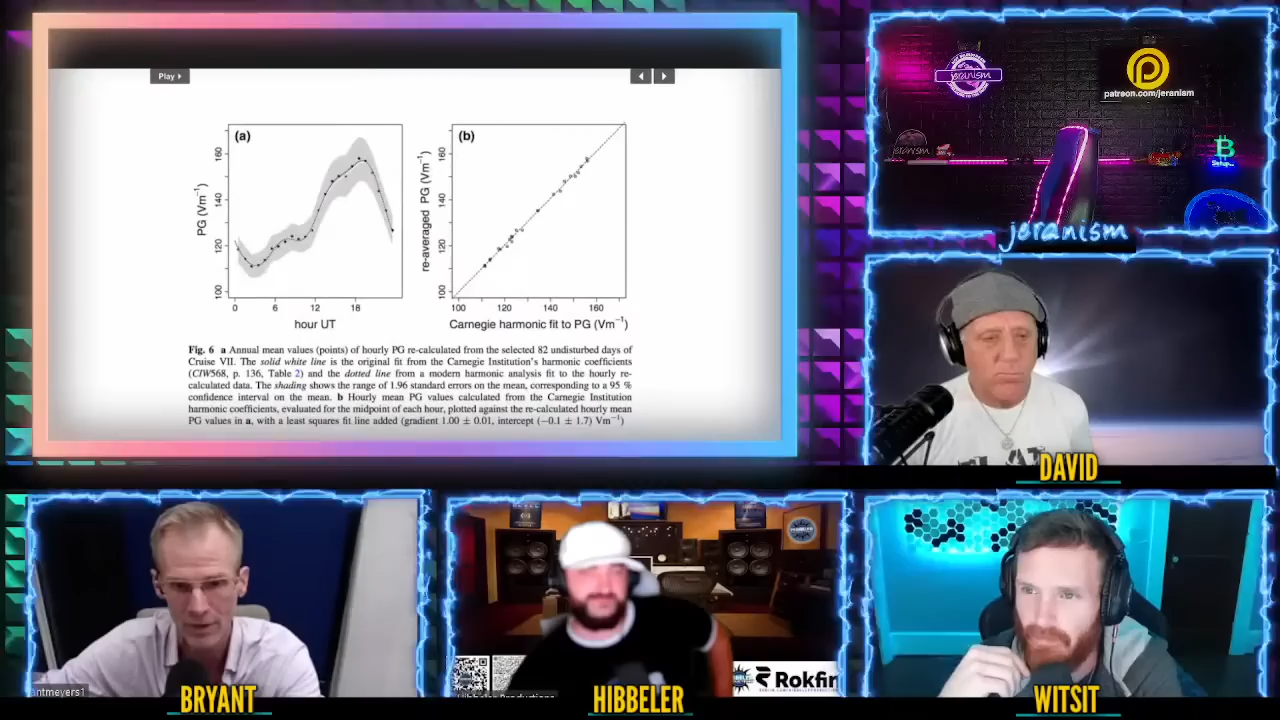 Play
(a)
160
140
120
100
PG (Vm⁻¹)
0 6 12 18
hour UT
(b)
160
140
120
100
re-averaged PG (Vm⁻¹)
100 120 140 160
Carnegie harmonic fit to PG (Vm⁻¹)
Fig. 6 a Annual mean values (points) of hourly PG re-calculated from the selected 82 undisturbed days of
Cruise VII. The solid white line is the original fit from the Carnegie Institution's harmonic coefficients
(CIW568, p. 136, Table 2) and the dotted line from a modern harmonic analysis fit to the hourly re-
calculated data. The shading shows the range of 1.96 standard errors on the mean, corresponding to a 95 %
confidence interval on the mean. b Hourly mean PG values calculated from the Carnegie Institution
harmonic coefficients, evaluated for the midpoint of each hour, plotted against the re-calculated hourly mean
PG values in a, with a least squares fit line added (gradient 1.00 ± 0.01, intercept (−0.1 ± 1.7) Vm⁻¹)
jeranism
patreon.com/jeranism
jeranism
Setup...
jeranism
FLAT
DAVID
antmeyers1
BRYANT
Hibbeler Productions
Rokfin
HIBBELER
WITSIT